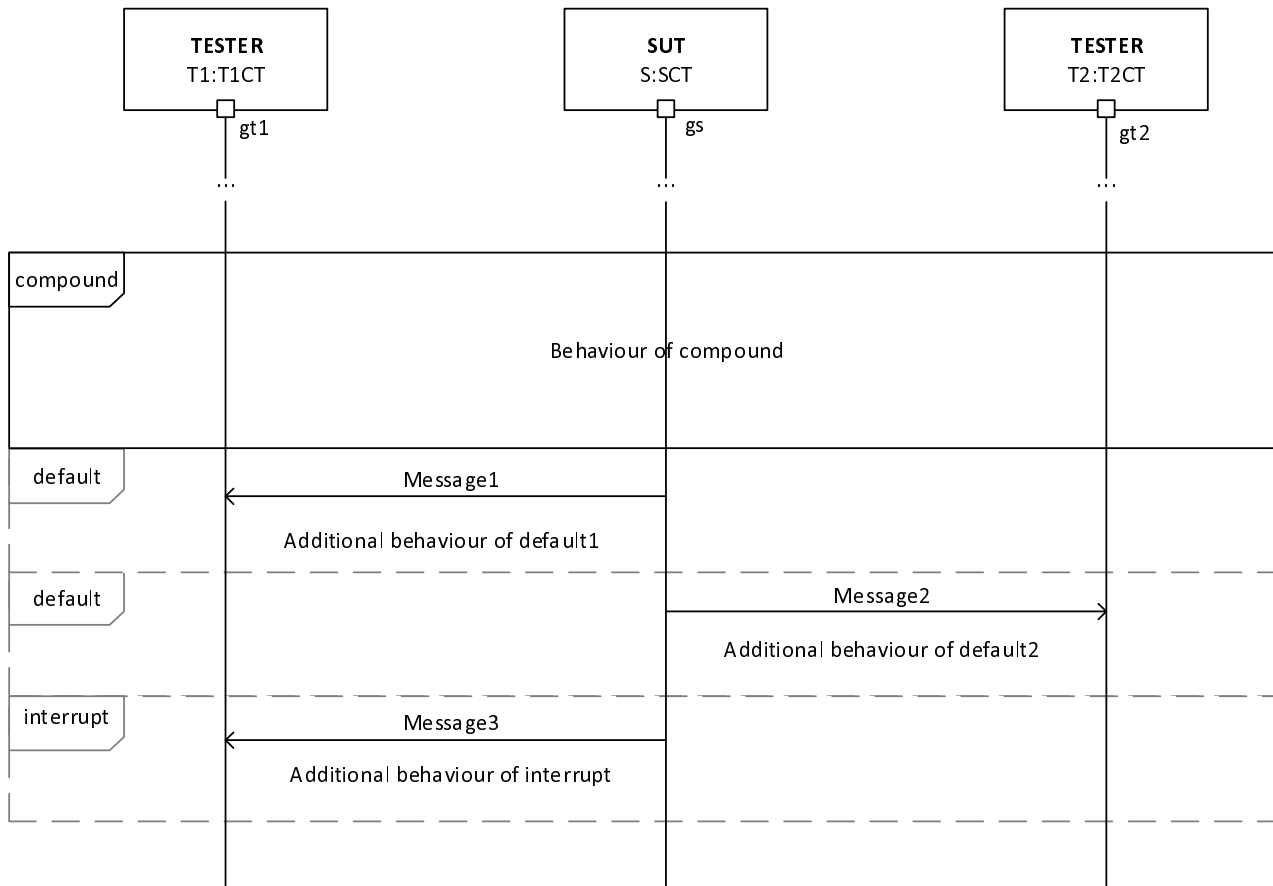 TESTER
T1:T1CT
SUT
S:SCT
TESTER
T2:T2CT
gt1
gs
gt2
...
...
...
compound
Behaviour of compound
default
Message1
Additional behaviour of default1
default
Message2
Additional behaviour of default2
interrupt
Message3
Additional behaviour of interrupt